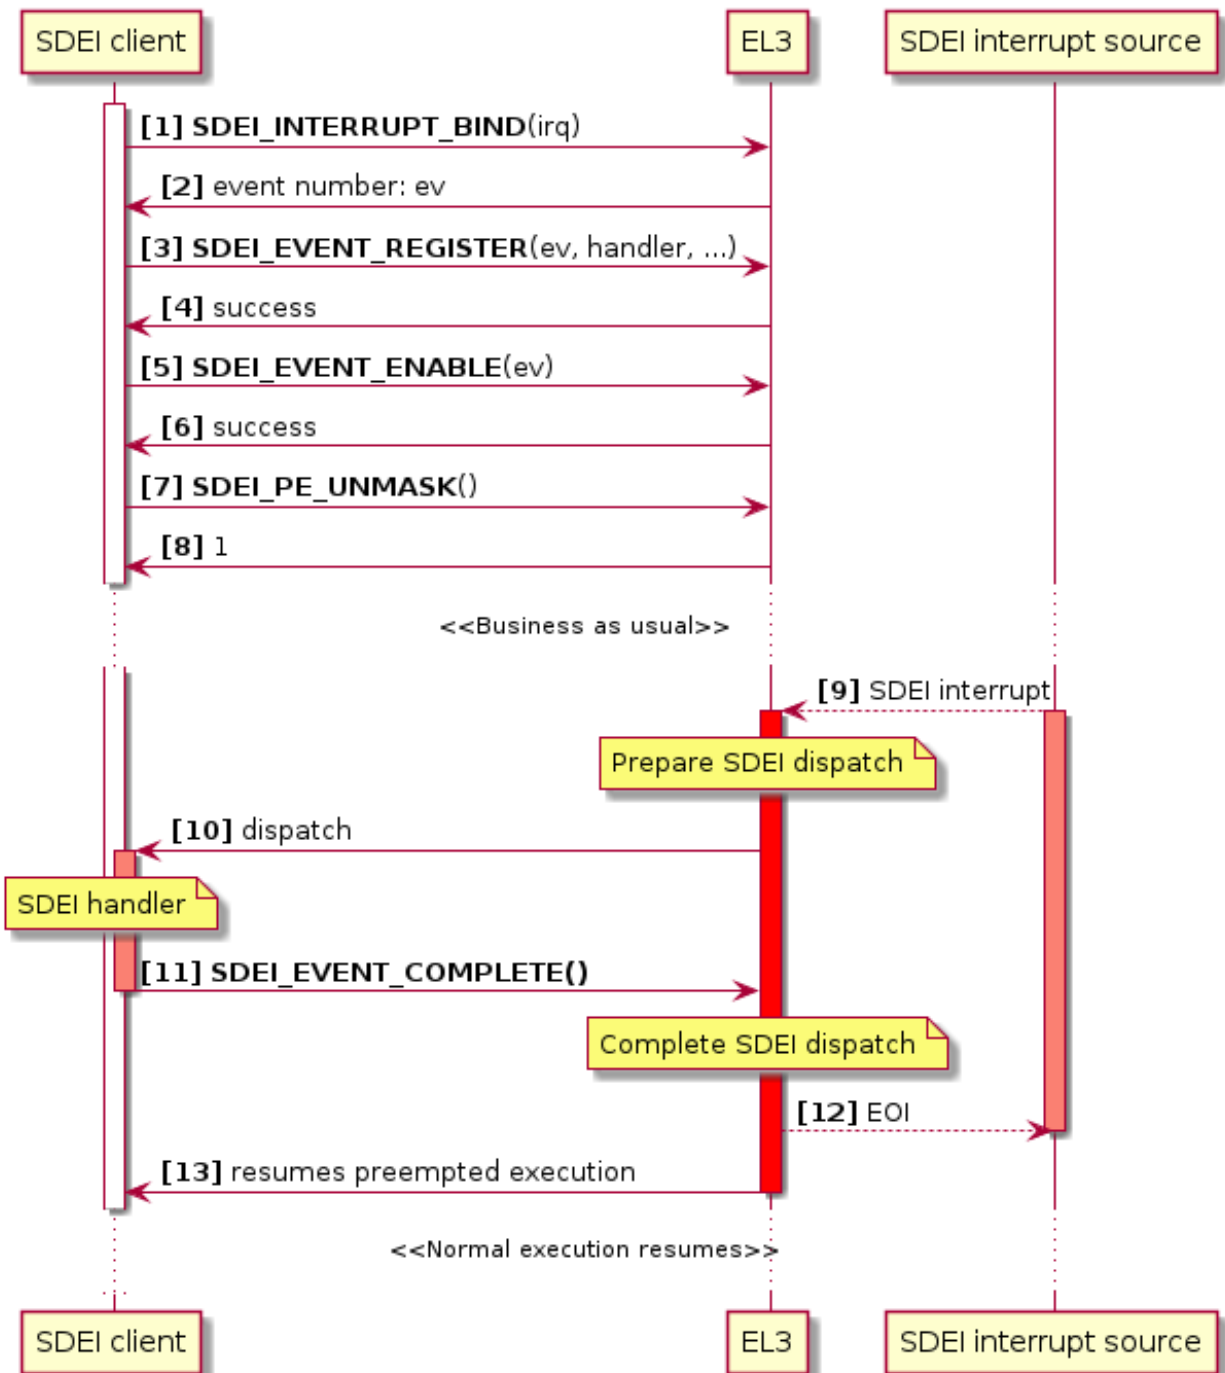 SDEI client
EL3
SDEI interrupt source
[1] SDEI_INTERRUPT_BIND(irq)
[2] event number: ev
[3] SDEI_EVENT_REGISTER(ev, handler, ...)
[4] success
[5] SDEI_EVENT_ENABLE(ev)
[6] success
[7] SDEI_PE_UNMASK()
[8] 1
<<Business as usual>>
[9] SDEI interrupt
Prepare SDEI dispatch
[10] dispatch
SDEI handler
[11] SDEI_EVENT_COMPLETE()
Complete SDEI dispatch
[12] EOI
[13] resumes preempted execution
<<Normal execution resumes>>
SDEI client
EL3
SDEI interrupt source